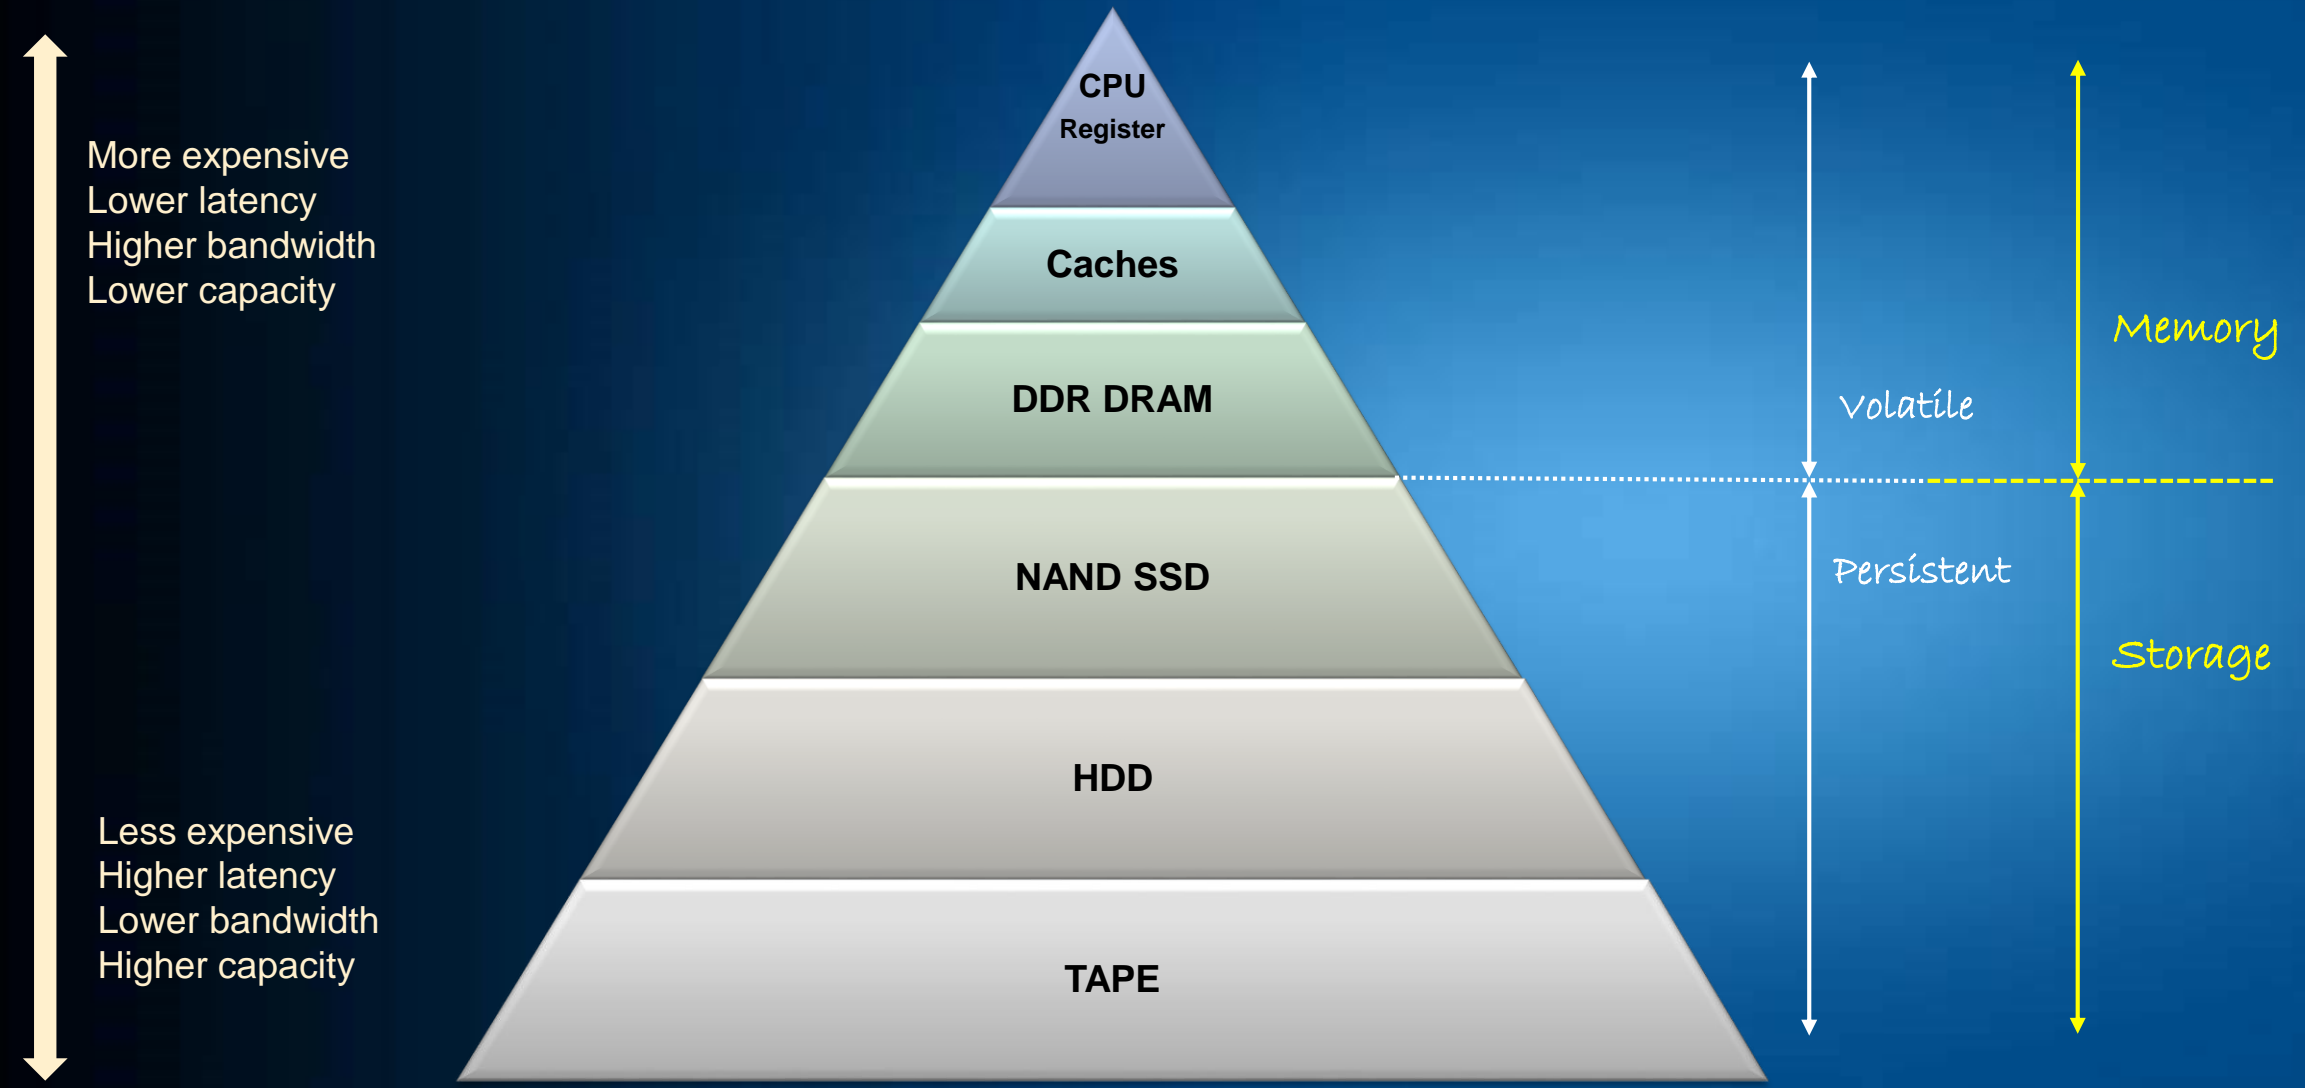 CPU
Register
More expensive
Lower latency
Higher bandwidth
Lower capacity
Caches
Memory
DDR DRAM
Volatile
NAND SSD
Persistent
Storage
HDD
Less expensive
Higher latency
Lower bandwidth
Higher capacity
TAPE